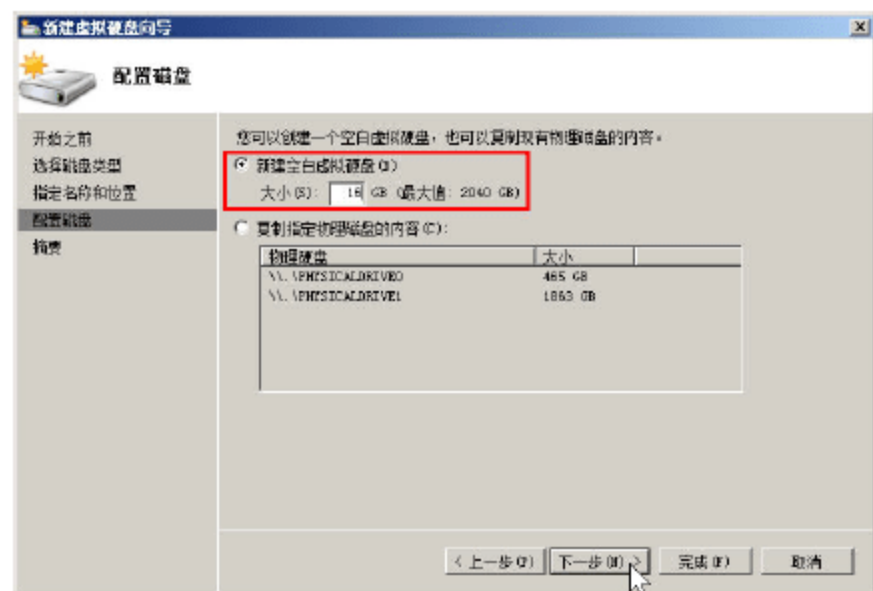 新建虚拟硬盘向导
配置磁盘
开始之前
选择磁盘类型
指定名称和位置
配置磁盘
摘要
您可以创建一个空白虚拟硬盘，也可以复制现有物理磁盘的内容。
新建空白虚拟硬盘(B)
大小(S): 16 GB (最大值: 2040 GB)
复制指定物理磁盘的内容(C):
物理硬盘 大小
\\.\PHYSICALDRIVE0 465 GB
\\.\PHYSICALDRIVE1 1863 GB
< 上一步(P) 下一步(N) > 完成(F) 取消